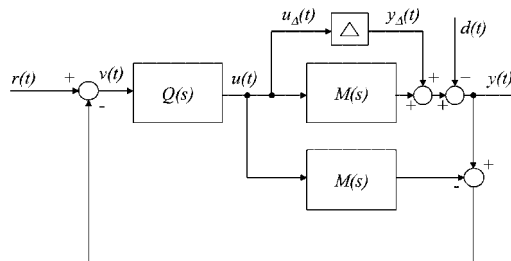 u_Δ(t) y_Δ(t)
△ d(t)
r(t) + v(t) Q(s) u(t) M(s) + + + − y(t)
-
M(s) - +